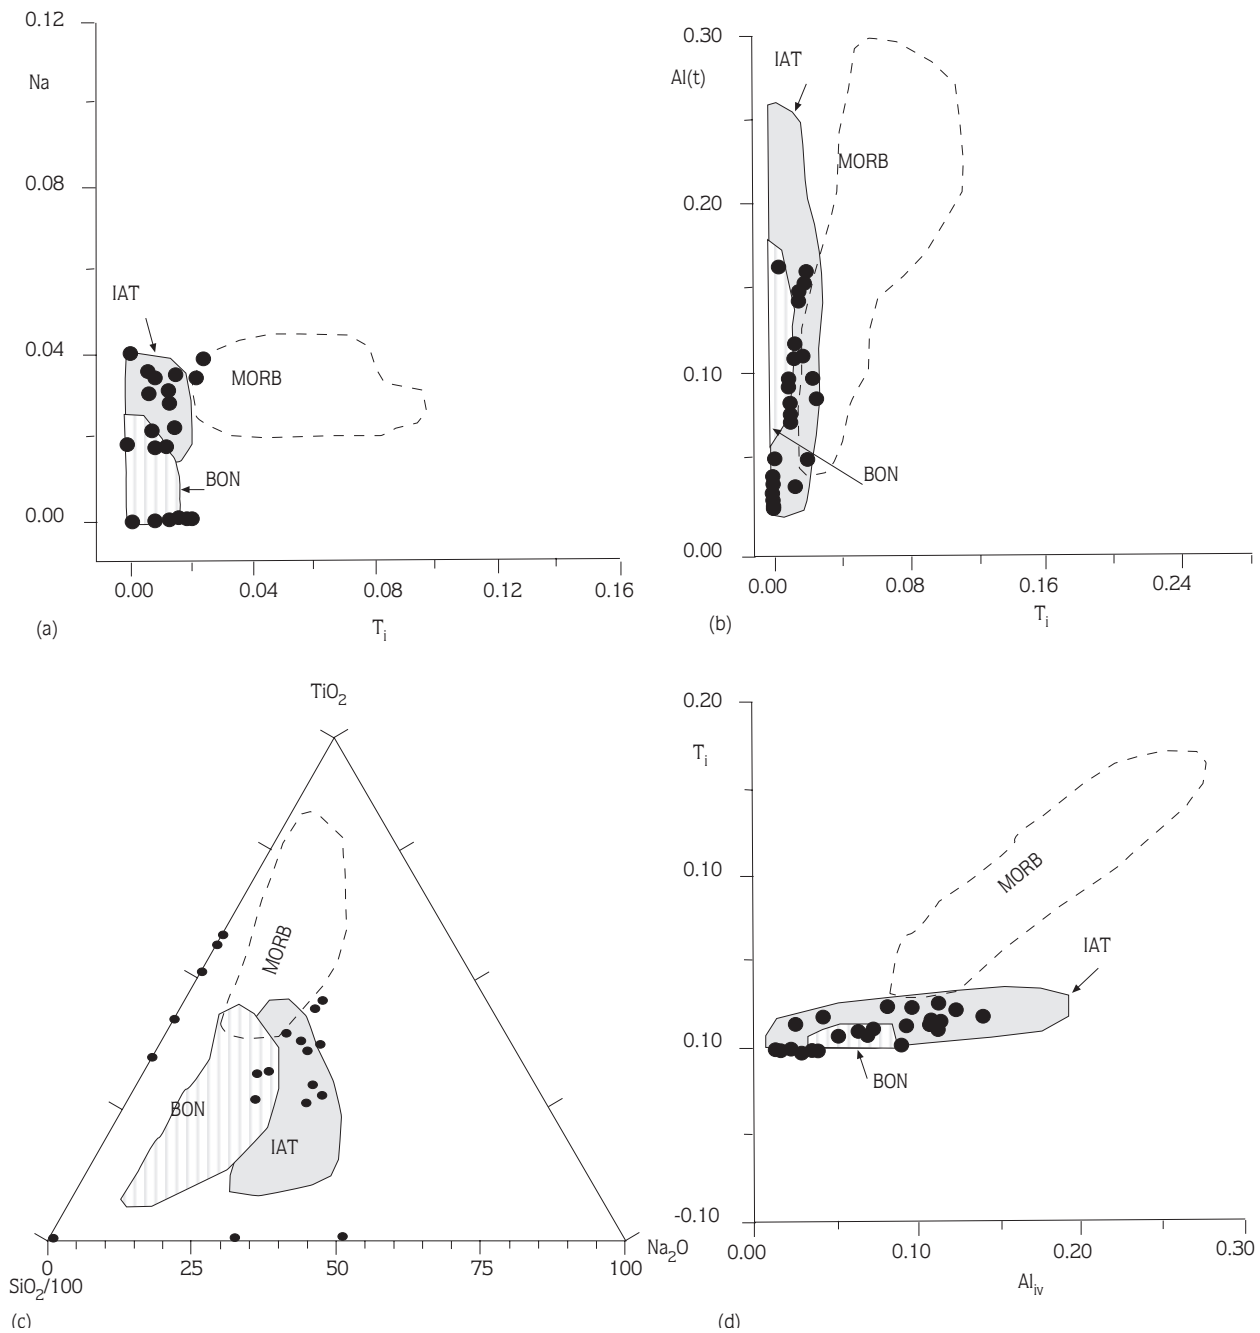 0.12
Na
0.08
IAT
0.04
MORB
BON
0.00
0.00 0.04 0.08 0.12 0.16
Ti
(a)
0.30
IAT
Al(t)
MORB
0.20
0.10
BON
0.00
0.00 0.08 0.16 0.24
Ti
(b)
TiO2
MORB
BON
IAT
0 25 50 75 100 Na2O
SiO2/100
(c)
0.20
Ti
MORB
0.10
IAT
0.10
BON
-0.10
0.00 0.10 0.20 0.30
Aliv
(d)